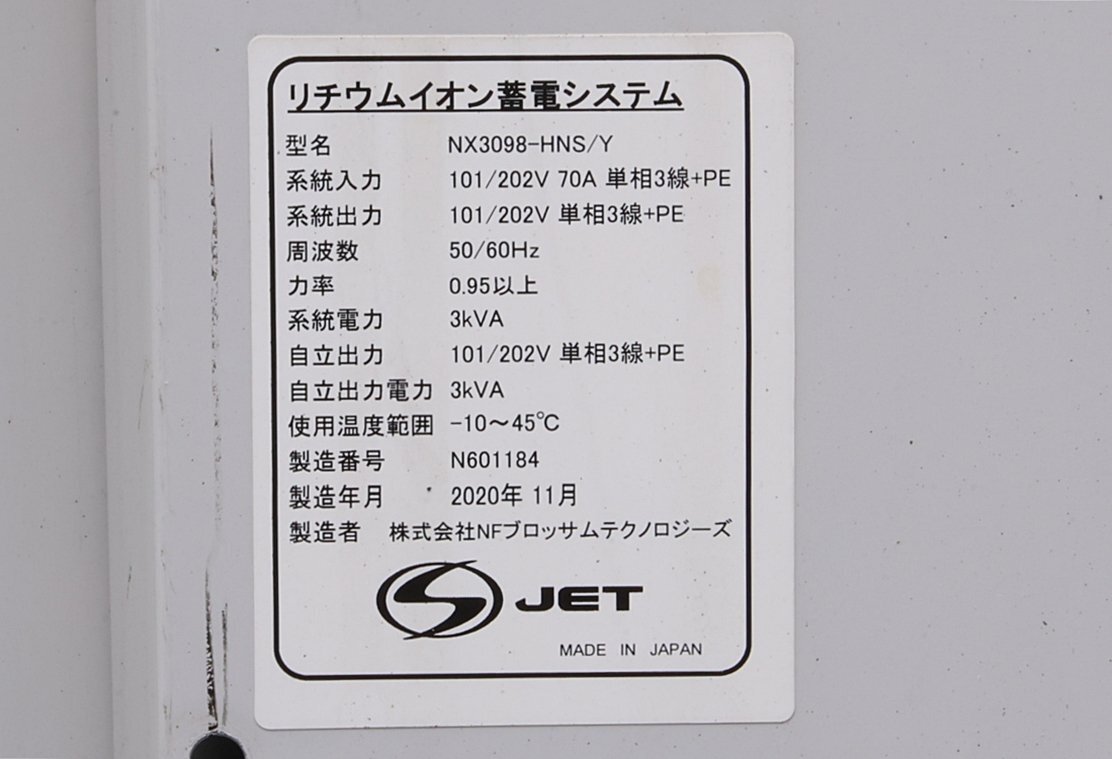 リチウムイオン蓄電システム
型名 NX3098-HNS/Y
系統入力 101/202V 70A 単相3線+PE
系統出力 101/202V 単相3線+PE
周波数 50/60Hz
力率 0.95以上
系統電力 3kVA
自立出力 101/202V 単相3線+PE
自立出力電力 3kVA
使用温度範囲 -10～45℃
製造番号 N601184
製造年月 2020年 11月
製造者 株式会社NFブロッサムテクノロジーズ
S JET
MADE IN JAPAN